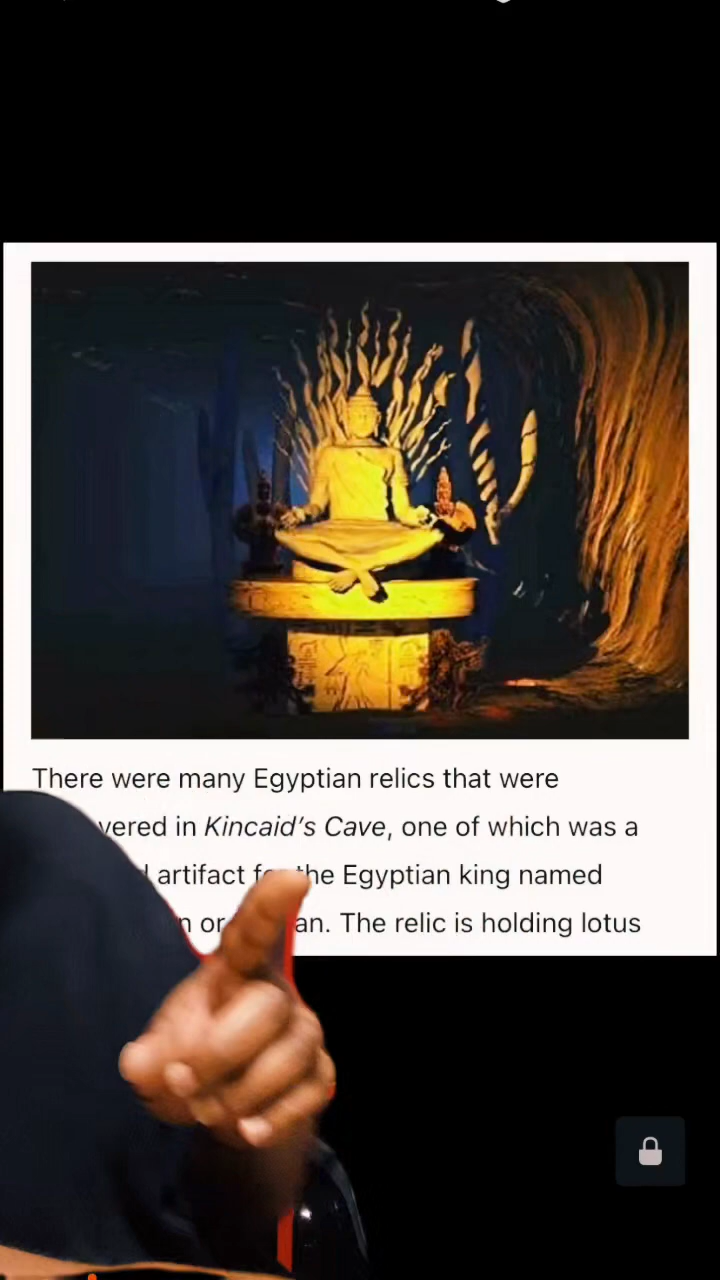 There were many Egyptian relics that were
vered in Kincaid's Cave, one of which was a
artifact the Egyptian king named
or an. The relic is holding lotus